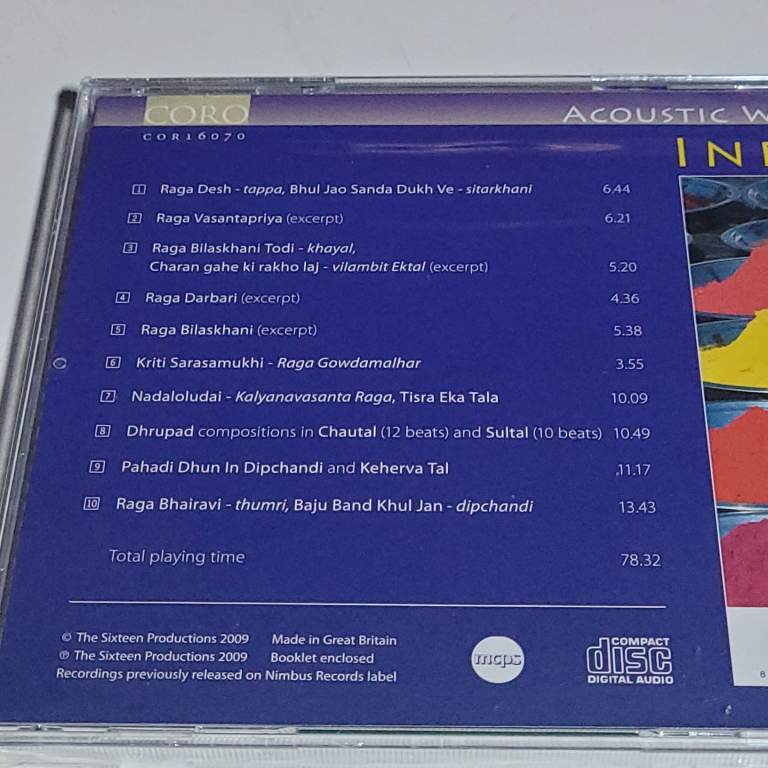 CORO
COR16070
ACOUSTIC
1 Raga Desh - tappa, Bhul Jao Sanda Dukh Ve - sitarkhani 6.44
2 Raga Vasantapriya (excerpt) 6.21
3 Raga Bilaskhani Todi - khayal,
Charan gahe ki rakho laj - vilambit Ektal (excerpt) 5.20
4 Raga Darbari (excerpt) 4.36
5 Raga Bilaskhani (excerpt) 5.38
6 Kriti Sarasamukhi - Raga Gowdamalhar 3.55
7 Nadaloludai - Kalyanavasanta Raga, Tisra Eka Tala 10.09
8 Dhrupad compositions in Chautal (12 beats) and Sultal (10 beats) 10.49
9 Pahadi Dhun In Dipchandi and Keherva Tal 11.17
10 Raga Bhairavi - thumri, Baju Band Khul Jan - dipchandi 13.43
Total playing time 78.32
© The Sixteen Productions 2009 Made in Great Britain
℗ The Sixteen Productions 2009 Booklet enclosed
Recordings previously released on Nimbus Records label
mcps
COMPACT
disc
DIGITAL AUDIO
8